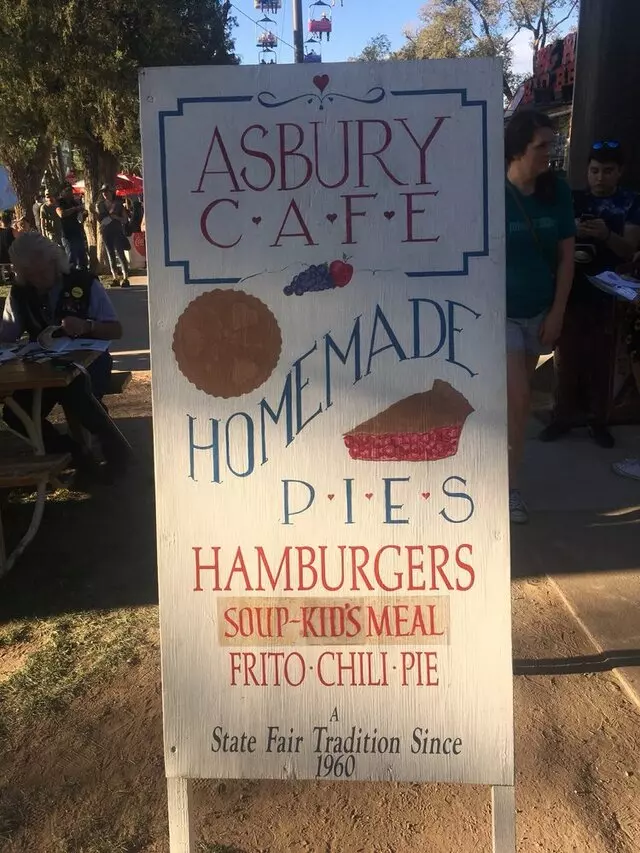 ASBURY
C·A·F·E
HOMEMADE
P·I·E·S
HAMBURGERS
SOUP-KID'S MEAL
FRITO·CHILI·PIE
A
State Fair Tradition Since
1960